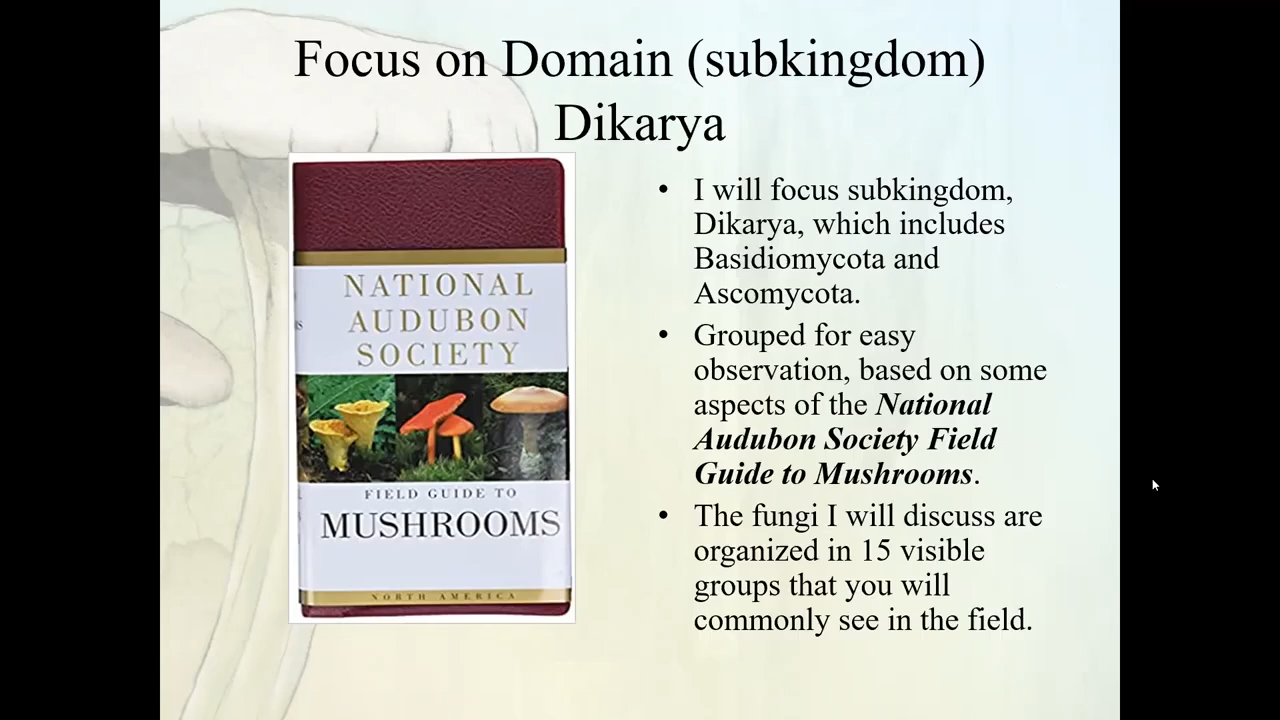 Focus on Domain (subkingdom)
Dikarya
NATIONAL
AUDUBON
SOCIETY
FIELD GUIDE TO
MUSHROOMS
NORTH AMERICA
• I will focus subkingdom,
Dikarya, which includes
Basidiomycota and
Ascomycota.
• Grouped for easy
observation, based on some
aspects of the National
Audubon Society Field
Guide to Mushrooms.
• The fungi I will discuss are
organized in 15 visible
groups that you will
commonly see in the field.